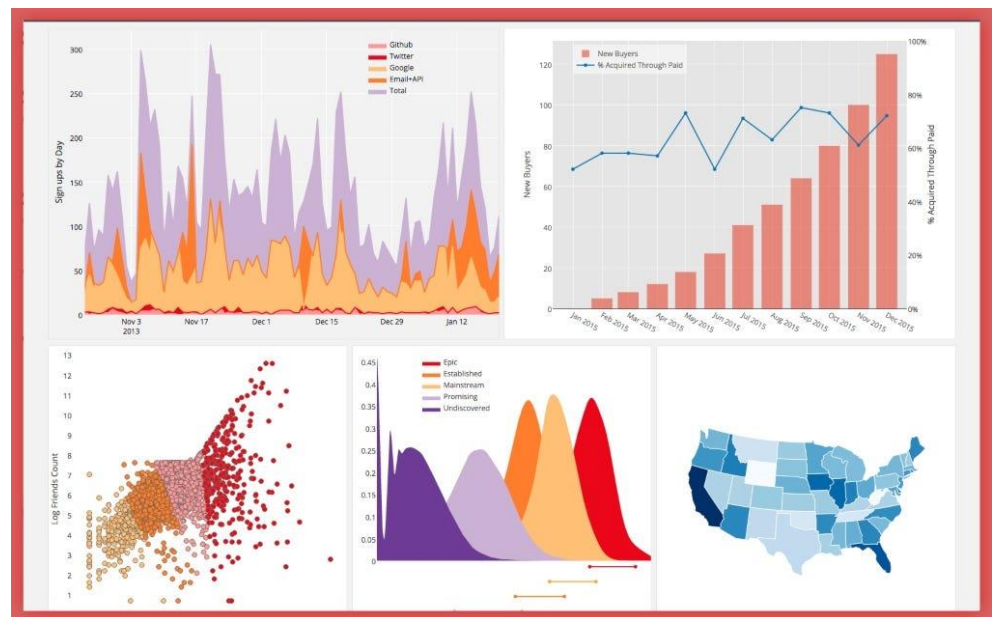 Github
Twitter
Google
Email+API
Total
Sign ups by Day
300
250
200
150
100
50
0
Nov 3
2013
Nov 17
Dec 1
Dec 15
Dec 29
Jan 12
New Buyers
% Acquired Through Paid
New Buyers
120
100
80
60
40
20
0
100%
80%
60%
40%
20%
0%
% Acquired Through Paid
Jan 2015
Feb 2015
Mar 2015
Apr 2015
May 2015
Jun 2015
Jul 2015
Aug 2015
Sep 2015
Oct 2015
Nov 2015
Dec 2015
Log Friends Count
13
12
11
10
9
8
7
6
5
4
3
2
1
Epic
Established
Mainstream
Promising
Undiscovered
0.45
0.4
0.35
0.3
0.25
0.2
0.15
0.1
0.05
0